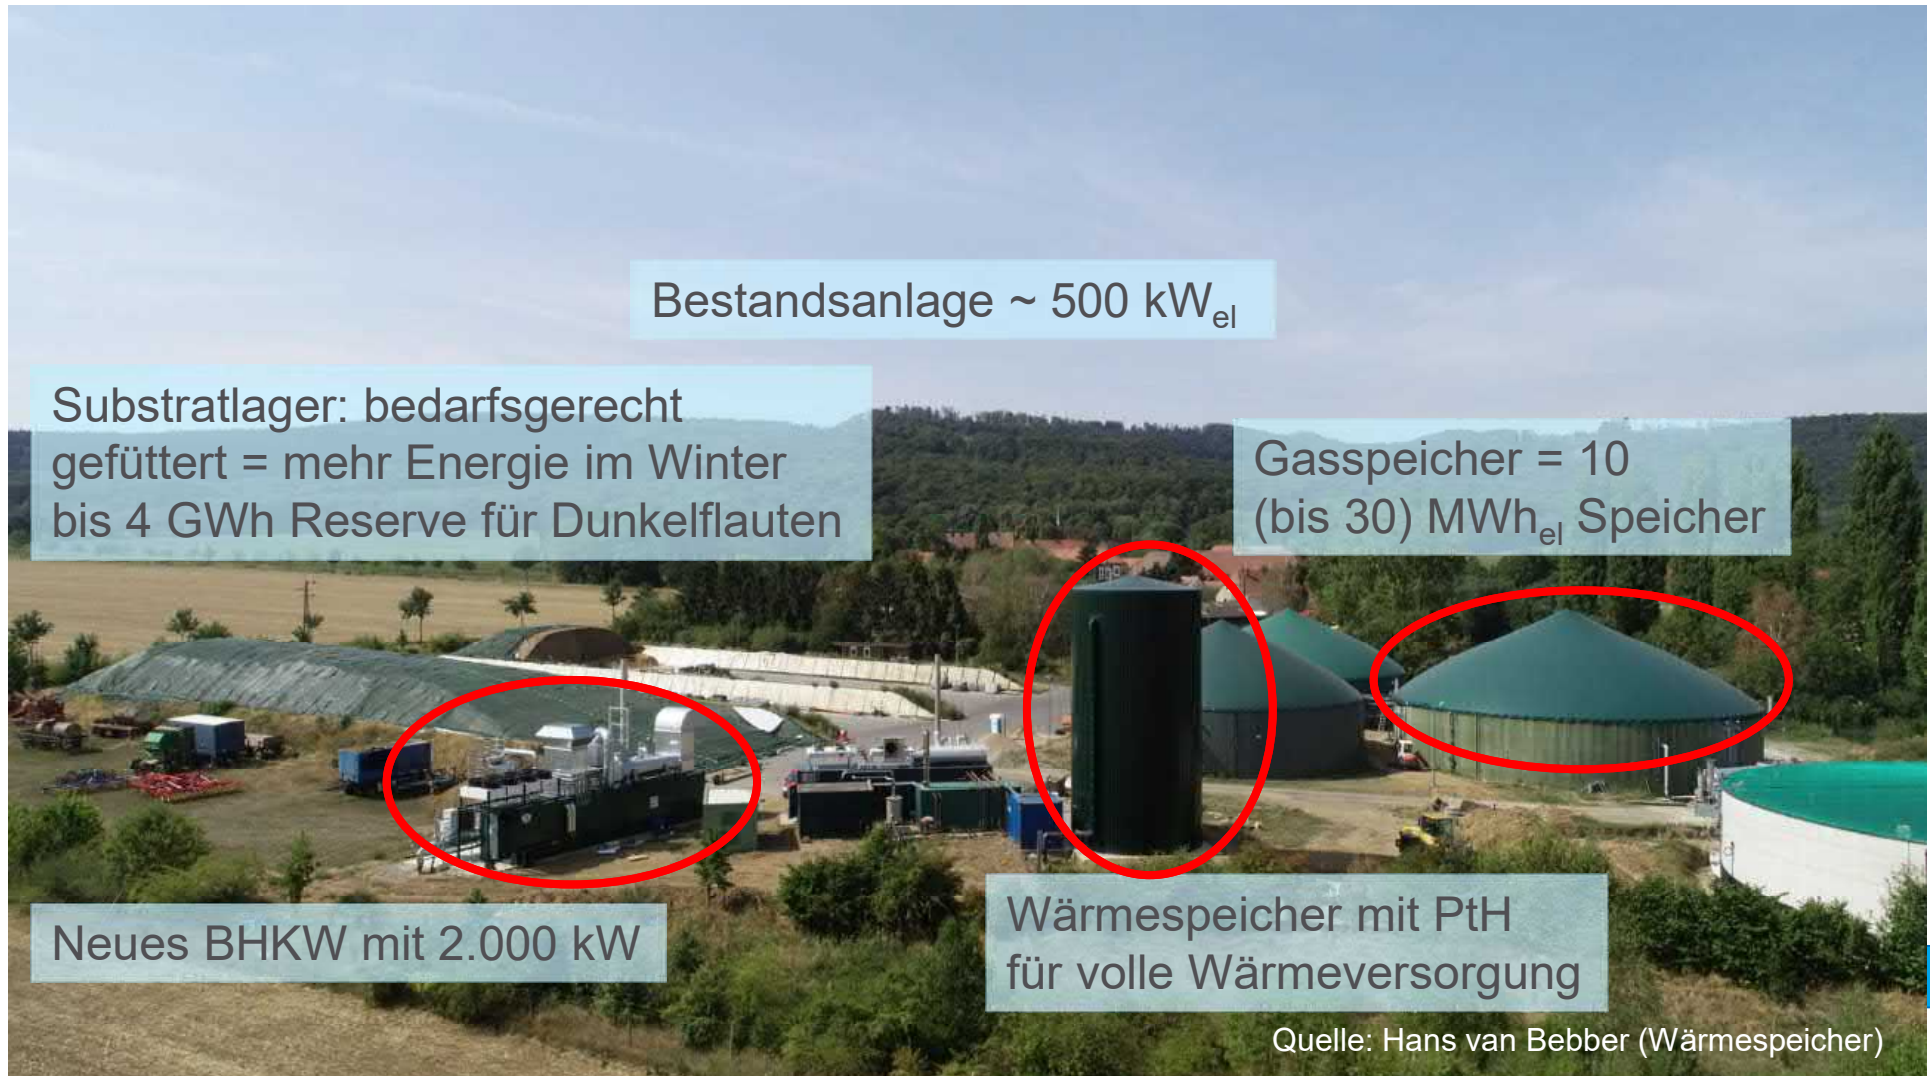 Bestandsanlage ~ 500 kWel
Substratlager: bedarfsgerecht
gefüttert = mehr Energie im Winter
bis 4 GWh Reserve für Dunkelflauten
Gasspeicher = 10
(bis 30) MWhel Speicher
Neues BHKW mit 2.000 kW
Wärmespeicher mit PtH
für volle Wärmeversorgung
Quelle: Hans van Bebber (Wärmespeicher)